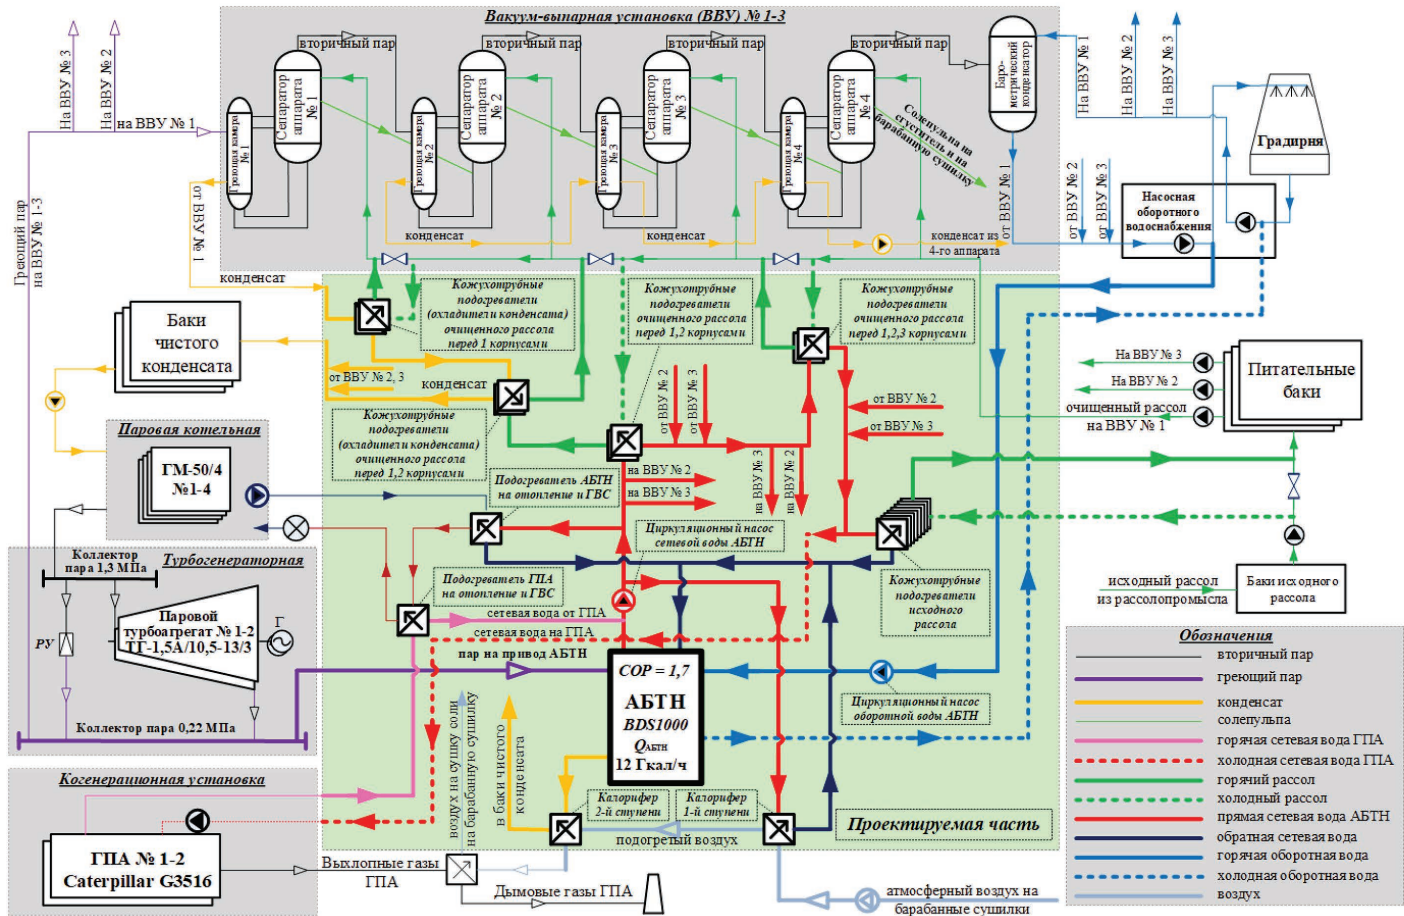 Вакуум-выпарная установка (ВВУ) № 1-3
На ВВУ № 3
На ВВУ № 2
на ВВУ № 1
вторичный пар
вторичный пар
вторичный пар
вторичный пар
Греющая камера
№ 1
Сепаратор
аппарата
№ 1
Греющая камера
№ 2
Сепаратор
аппарата
№ 2
Греющая камера
№ 3
Сепаратор
аппарата
№ 3
Греющая камера
№ 4
Сепаратор
аппарата
№ 4
Солепульпа на
сгуститель и на
барабанную сушилку
Баро-
метрический
конденсатор
На ВВУ № 1
На ВВУ № 2
На ВВУ № 3
Градирня
Насосная
оборотного
водоснабжения
от ВВУ № 1
от ВВУ № 2
от ВВУ № 3
Греющий пар
на ВВУ № 1-3
от ВВУ № 1
конденсат
конденсат
конденсат
конденсат из
4-го аппарата
Баки
чистого
конденсата
Кожухотрубные
подогреватели
(охладители конденсата)
очищенного рассола
перед 1 корпусами
Кожухотрубные
подогреватели
очищенного рассола
перед 1,2 корпусами
Кожухотрубные
подогреватели
очищенного рассола
перед 1,2,3 корпусами
от ВВУ № 2, 3
конденсат
Кожухотрубные
подогреватели
(охладители конденсата)
очищенного рассола
перед 1,2 корпусами
от ВВУ № 2
от ВВУ № 3
от ВВУ № 2
от ВВУ № 3
на ВВУ № 3
на ВВУ № 2
на ВВУ № 2
на ВВУ № 3
На ВВУ № 3
На ВВУ № 2
очищенный рассол
на ВВУ № 1
Питательные
баки
Паровая котельная
ГМ-50/4
№1-4
Подогреватель АБТН
на отопление и ГВС
Циркуляционный насос
сетевой воды АБТН
Подогреватель ГПА
на отопление и ГВС
Кожухотрубные
подогреватели
исходного
рассола
исходный рассол
из рассолопромысла
Баки исходного
рассола
Турбогенераторная
Коллектор
пара 1,3 МПа
РУ
Паровой
турбоагрегат № 1-2
ТГ-1,5А/10,5-13/3
Г
Коллектор пара 0,22 МПа
сетевая вода от ГПА
сетевая вода на ГПА
пар на привод АБТН
COP = 1,7
АБТН
BDS1000
QАБТН
12 Гкал/ч
Циркуляционный насос
оборотной воды АБТН
воздух на сушку соли
на барабанную сушилку
в баки чистого
конденсата
Калорифер
2-й ступени
Калорифер
1-й ступени
подогретый воздух
Проектируемая часть
Когенерационная установка
ГПА № 1-2
Caterpillar G3516
Выхлопные газы
ГПА
Дымовые газы ГПА
атмосферный воздух на
барабанные сушилки
Обозначения
вторичный пар
греющий пар
конденсат
солепульпа
горячая сетевая вода ГПА
холодная сетевая вода ГПА
горячий рассол
холодный рассол
прямая сетевая вода АБТН
обратная сетевая вода
горячая оборотная вода
холодная оборотная вода
воздух